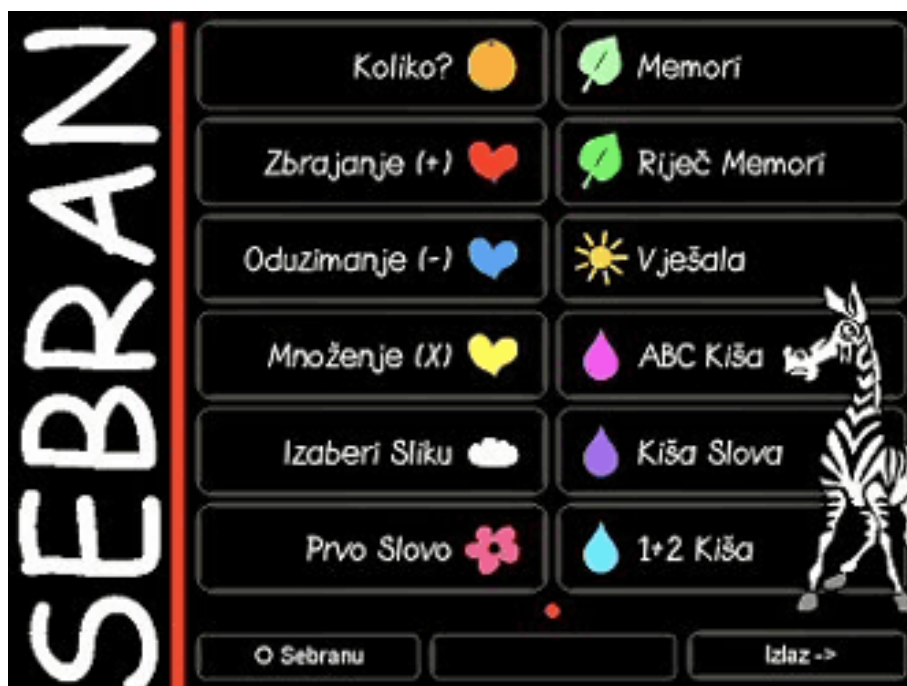 SEBRAN
Koliko?
Memori
Zbrajanje (+)
Riječ Memori
Oduzimanje (-)
Vješala
Množenje (X)
ABC Kiša
Izaberi Sliku
Kiša Slova
Prvo Slovo
1+2 Kiša
O Sebranu
Izlaz ->